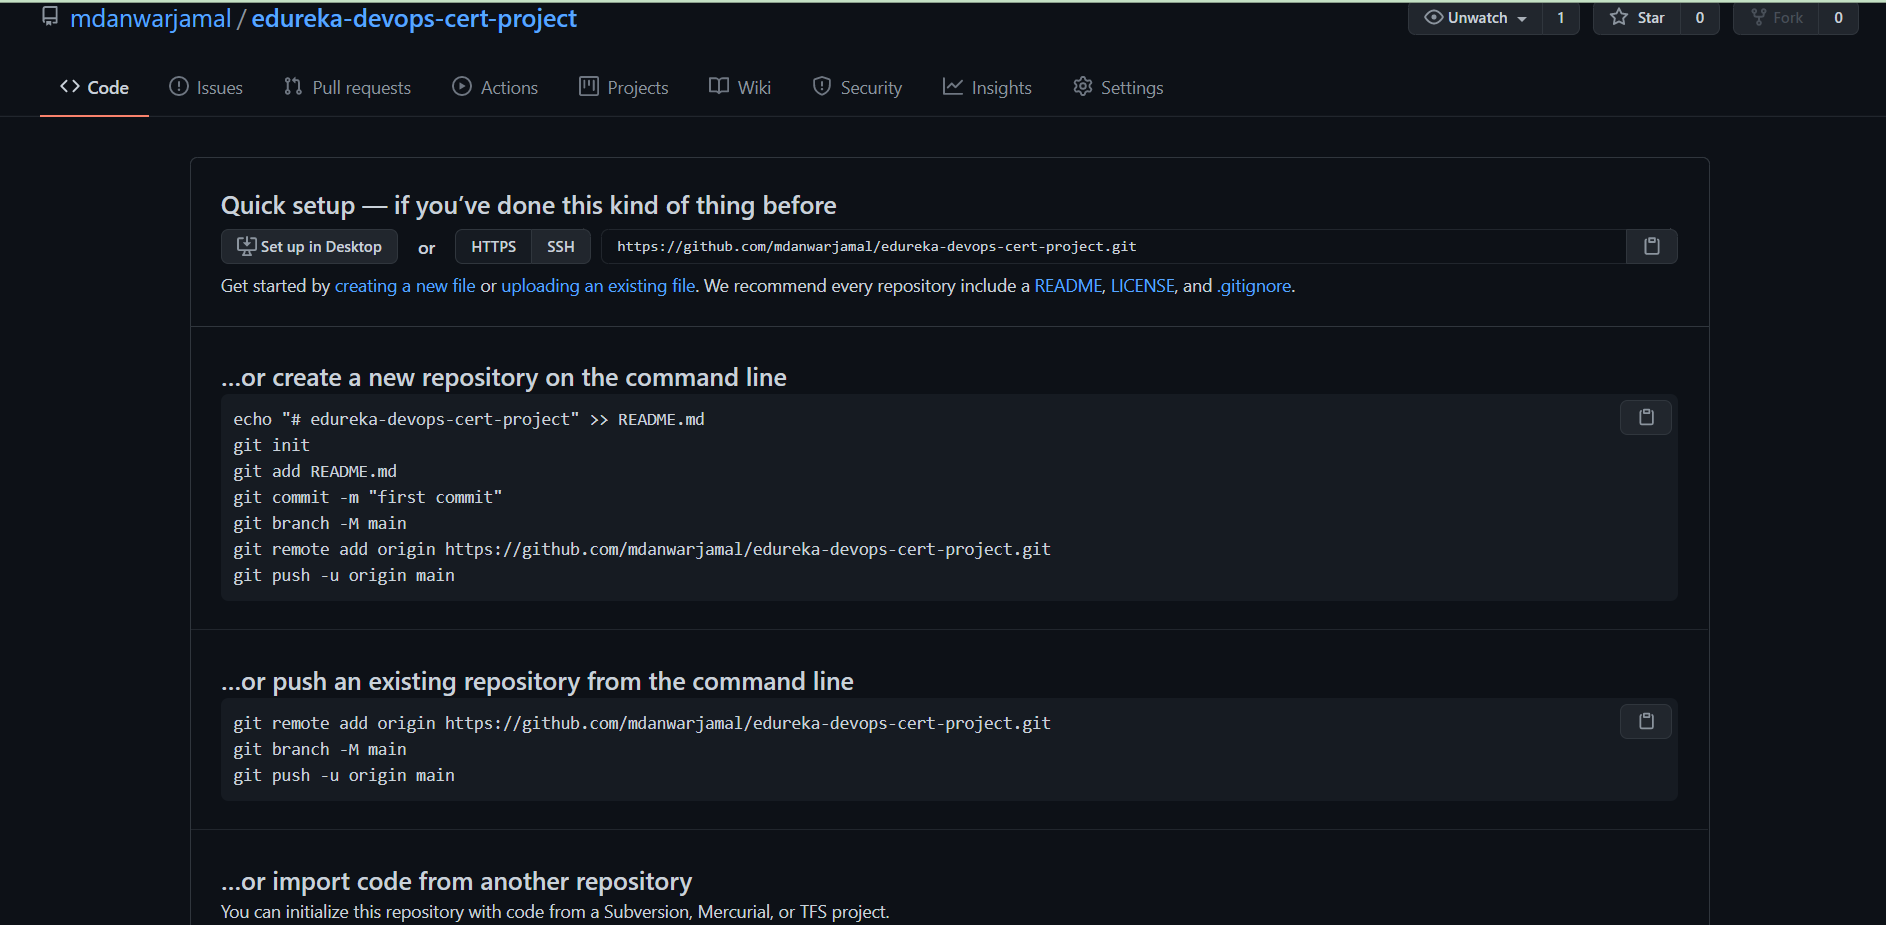 mdanwarjamal / edureka-devops-cert-project
Unwatch 1 Star 0 Fork 0
<> Code Issues Pull requests Actions Projects Wiki Security Insights Settings
Quick setup — if you’ve done this kind of thing before
Set up in Desktop or HTTPS SSH https://github.com/mdanwarjamal/edureka-devops-cert-project.git
Get started by creating a new file or uploading an existing file. We recommend every repository include a README, LICENSE, and .gitignore.
…or create a new repository on the command line
echo "# edureka-devops-cert-project" >> README.md
git init
git add README.md
git commit -m "first commit"
git branch -M main
git remote add origin https://github.com/mdanwarjamal/edureka-devops-cert-project.git
git push -u origin main
…or push an existing repository from the command line
git remote add origin https://github.com/mdanwarjamal/edureka-devops-cert-project.git
git branch -M main
git push -u origin main
…or import code from another repository
You can initialize this repository with code from a Subversion, Mercurial, or TFS project.